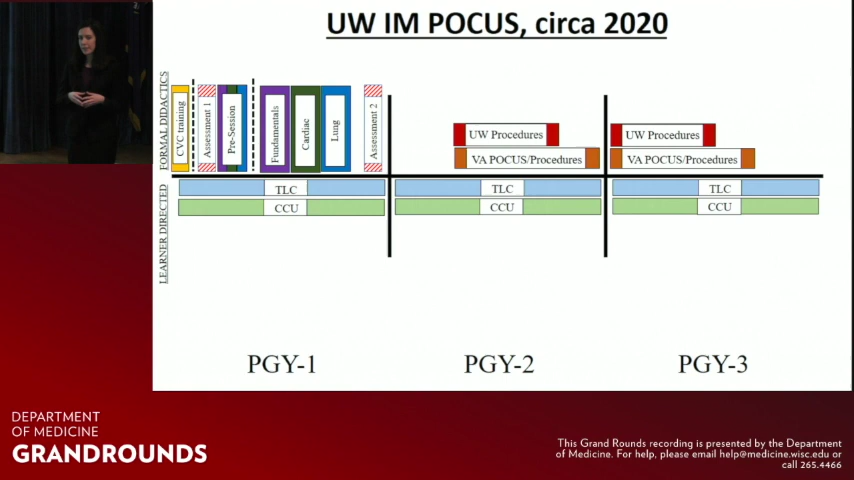 UW IM POCUS, circa 2020
FORMAL DIDACTICS
CVC training
Assessment 1
Pre-Session
Fundamentals
Cardiac
Lung
Assessment 2
UW Procedures
VA POCUS/Procedures
UW Procedures
VA POCUS/Procedures
LEARNER DIRECTED
TLC
CCU
TLC
CCU
TLC
CCU
PGY-1
PGY-2
PGY-3
DEPARTMENT
OF MEDICINE
GRANDROUNDS
This Grand Rounds recording is presented by the Department
of Medicine. For help, please email help@medicine.wisc.edu or
call 265.4466